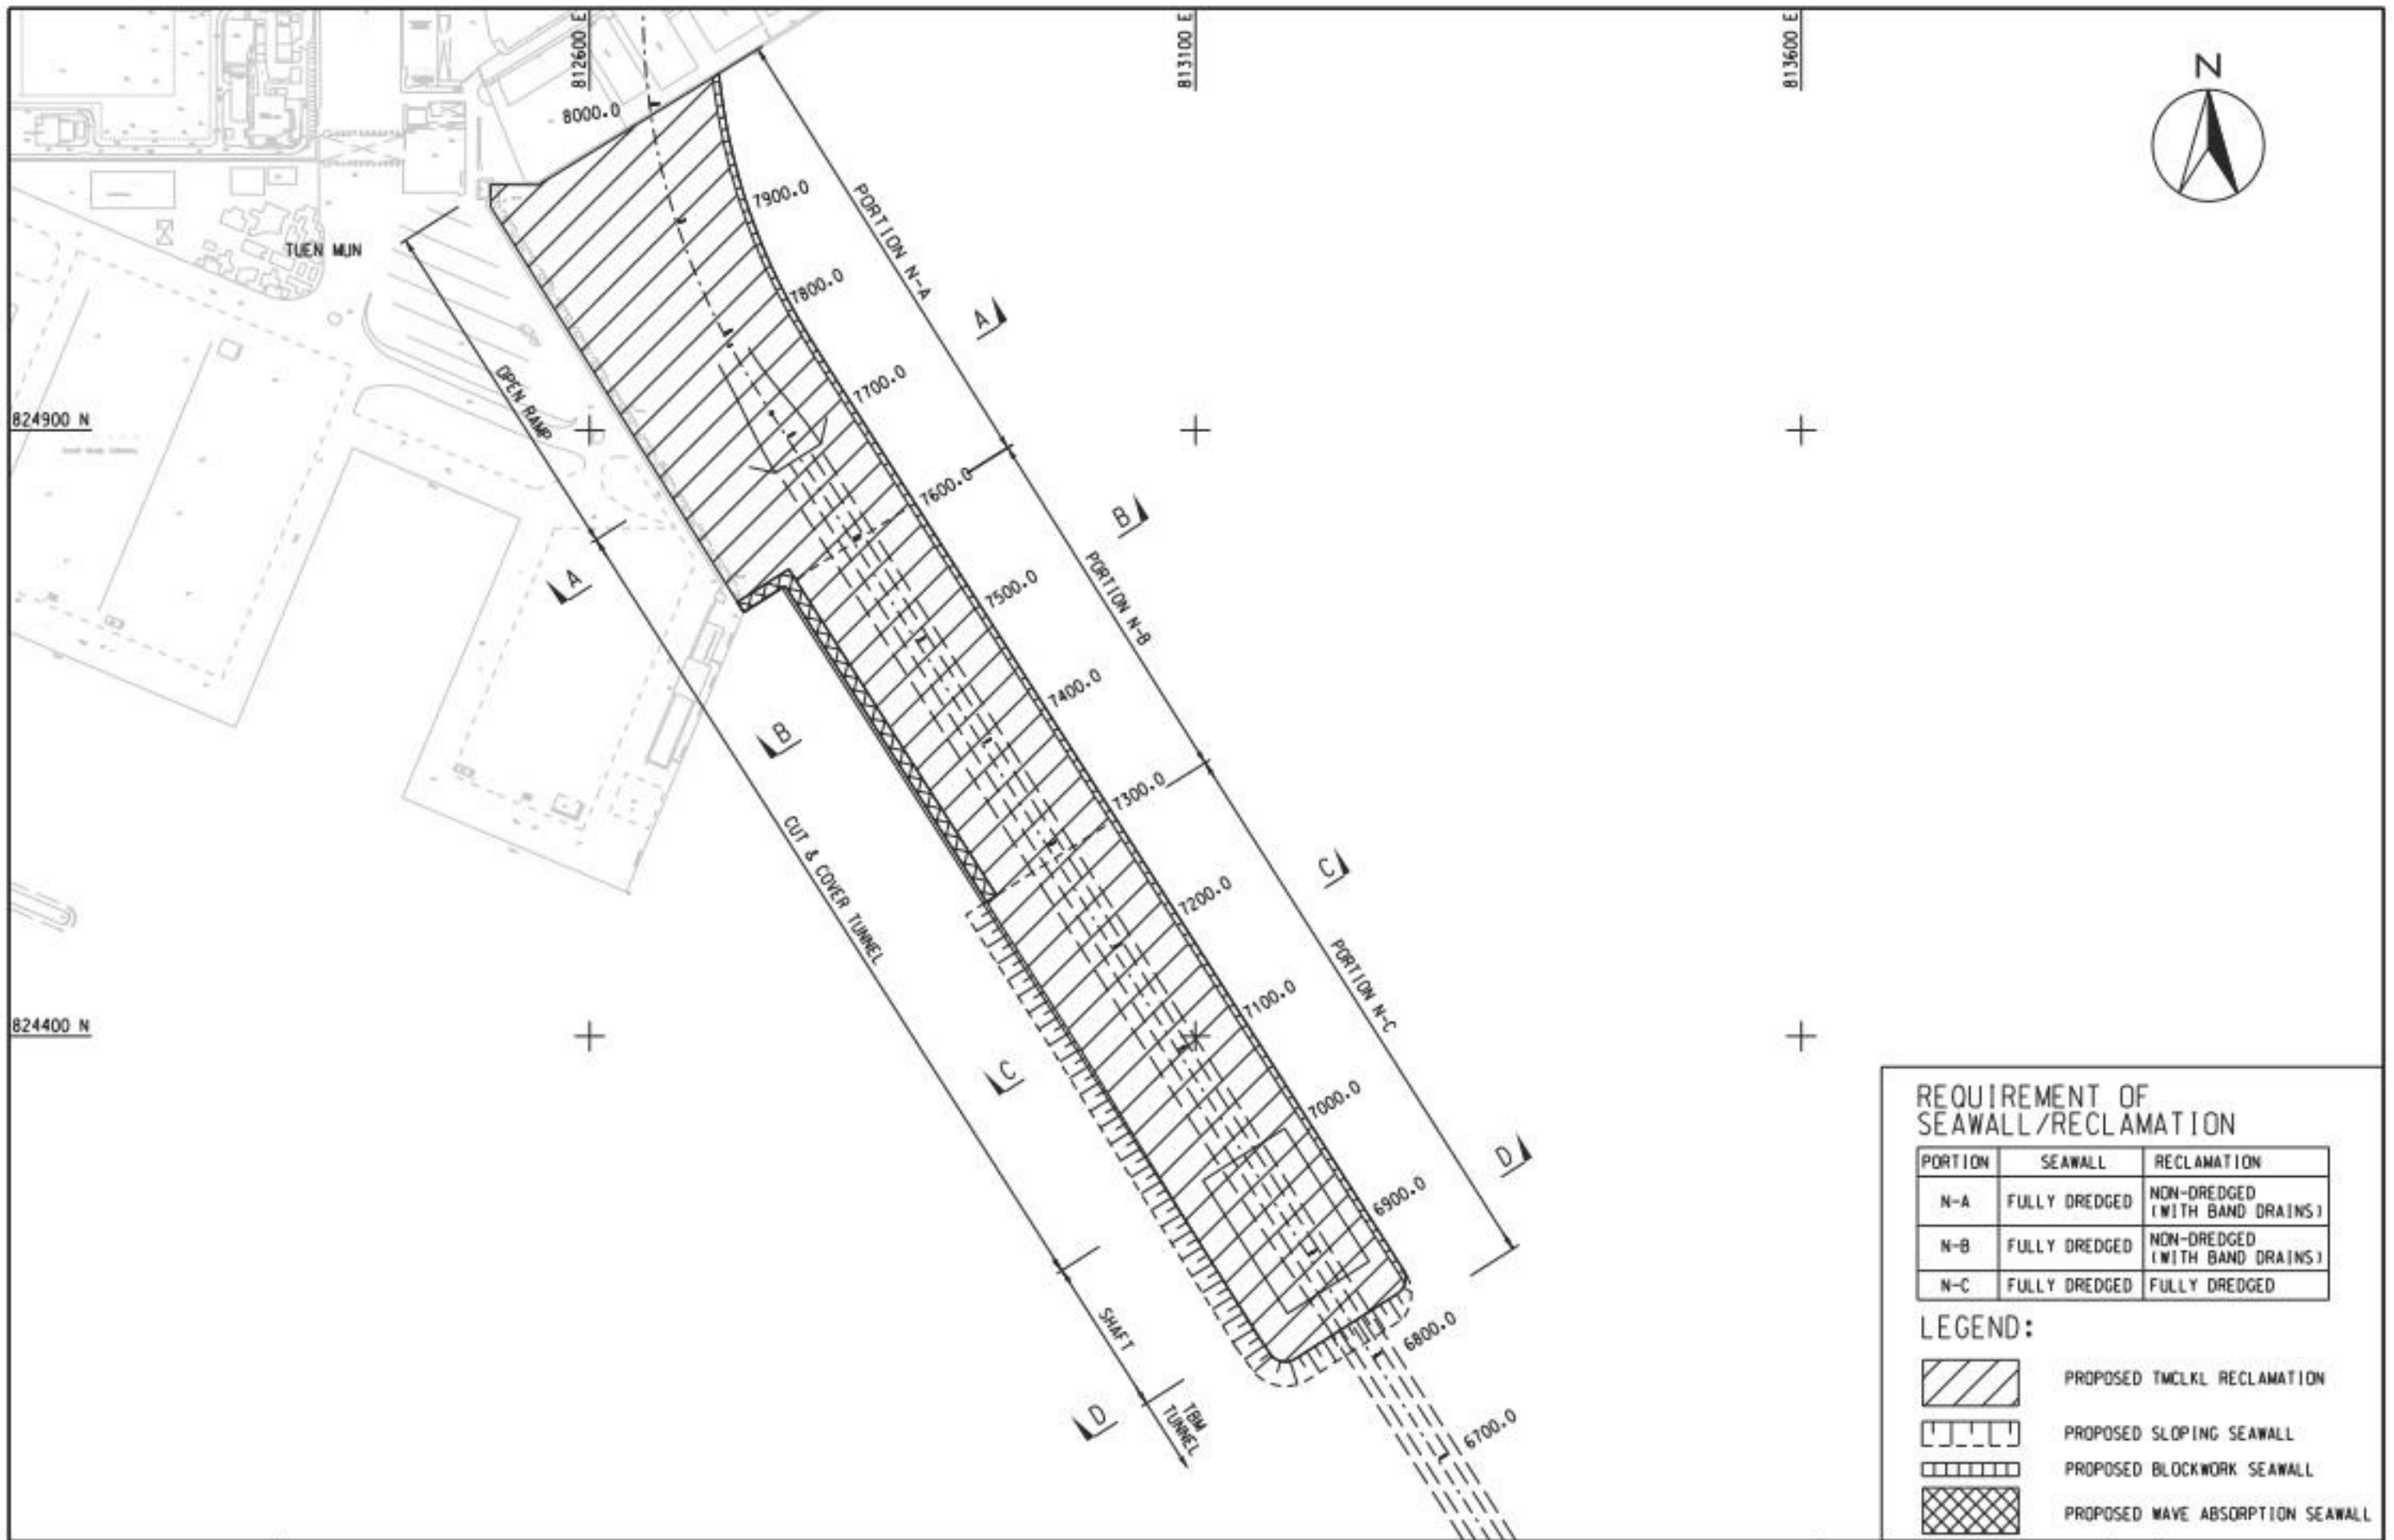 812600 E
813100 E
813600 E
N
8000.0
7900.0
PORTION N-A
TUEN MUN
7800.0
A
OPEN RAMP
7700.0
824900 N
7600.0
B
A
7500.0
PORTION N-B
7400.0
B
7300.0
CUT & COVER TUNNEL
C
7200.0
PORTION N-C
7100.0
824400 N
C
7000.0
D
6900.0
SHAFT
6800.0
D
TBM
TUNNEL
6700.0
REQUIREMENT OF
SEAWALL/RECLAMATION
PORTION SEAWALL RECLAMATION
N-A FULLY DREDGED NON-DREDGED
(WITH BAND DRAINS)
N-B FULLY DREDGED NON-DREDGED
(WITH BAND DRAINS)
N-C FULLY DREDGED FULLY DREDGED
LEGEND:
PROPOSED TMCLKL RECLAMATION
PROPOSED SLOPING SEAWALL
PROPOSED BLOCKWORK SEAWALL
PROPOSED WAVE ABSORPTION SEAWALL